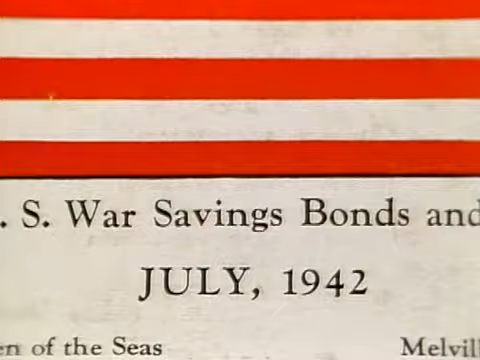 . S. War Savings Bonds and
JULY, 1942
en of the Seas
Melvill